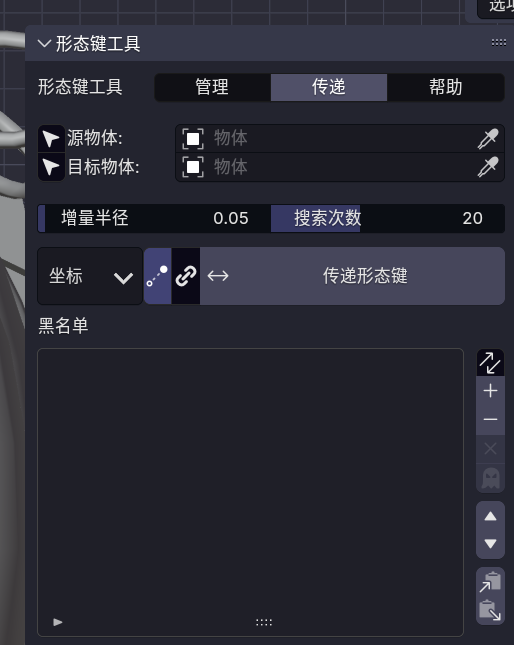 选项
形态键工具
形态键工具 管理 传递 帮助
源物体: 物体
目标物体: 物体
增量半径 0.05 搜索次数 20
坐标 传递形态键
黑名单